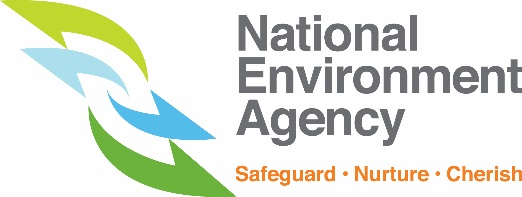 National
Environment
Agency
Safeguard • Nurture • Cherish